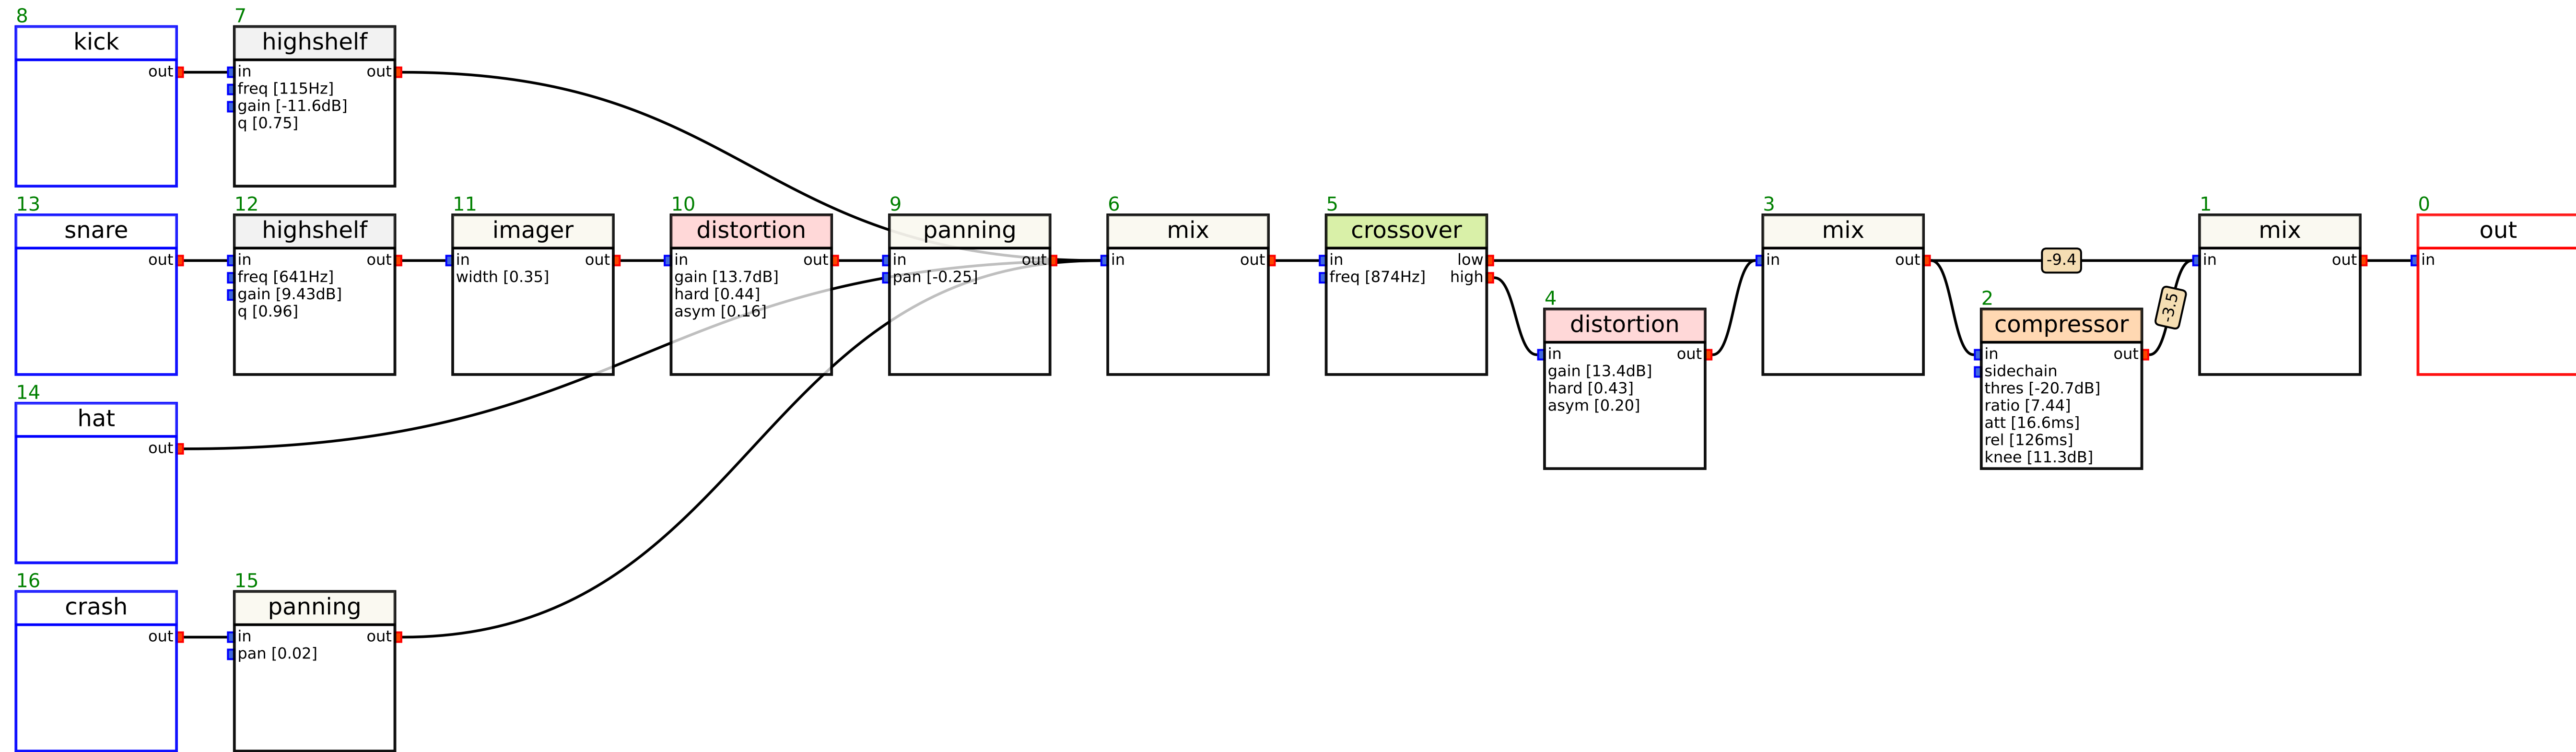 8
kick
out
7
highshelf
in out
freq [115Hz]
gain [-11.6dB]
q [0.75]
13
snare
out
12
highshelf
in out
freq [641Hz]
gain [9.43dB]
q [0.96]
11
imager
in out
width [0.35]
10
distortion
in out
gain [13.7dB]
hard [0.44]
asym [0.16]
9
panning
in out
pan [-0.25]
6
mix
in out
5
crossover
in low
freq [874Hz] high
4
distortion
in out
gain [13.4dB]
hard [0.43]
asym [0.20]
3
mix
in out
-9.4
2
compressor
in out
sidechain
thres [-20.7dB]
ratio [7.44]
att [16.6ms]
rel [126ms]
knee [11.3dB]
-3.5
1
mix
in out
0
out
in
14
hat
out
16
crash
out
15
panning
in out
pan [0.02]